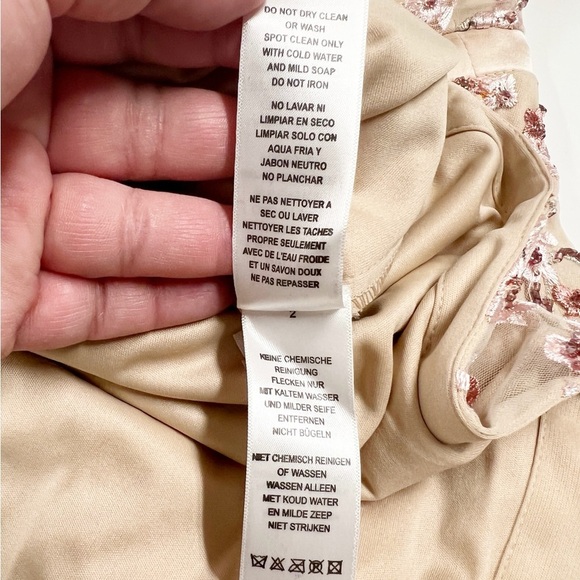 DO NOT DRY CLEAN
OR WASH
SPOT CLEAN ONLY
WITH COLD WATER
AND MILD SOAP
DO NOT IRON
NO LAVAR NI
LIMPIAR EN SECO
LIMPIAR SOLO CON
AQUA FRIA Y
JABON NEUTRO
NO PLANCHAR
NE PAS NETTOYER A
SEC OU LAVER
NETTOYER LES TACHES
PROPRE SEULEMENT
AVEC DE L'EAU FROIDE
ET UN SAVON DOUX
NE PAS REPASSER
2
KEINE CHEMISCHE
REINIGUNG
FLECKEN NUR
MIT KALTEM WASSER
UND MILDER SEIFE
ENTFERNEN
NICHT BÜGELN
NIET CHEMISCH REINIGEN
OF WASSEN
WASSEN ALLEEN
MET KOUD WATER
EN MILDE ZEEP
NIET STRIJKEN